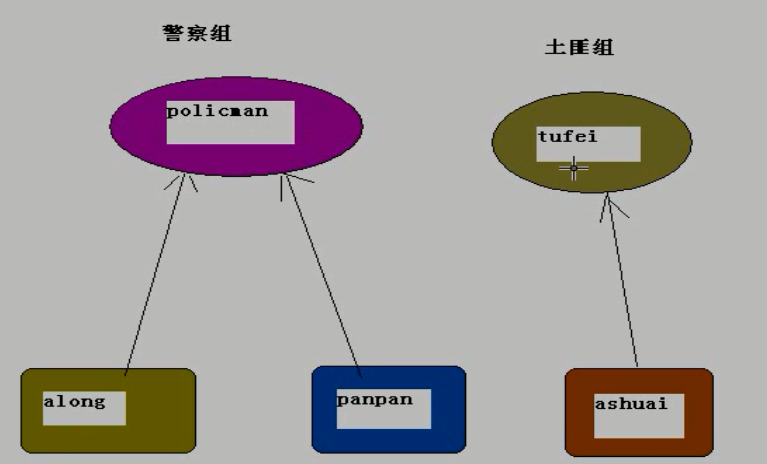 警察组
土匪组
policman
tufei
along
panpan
ashuai